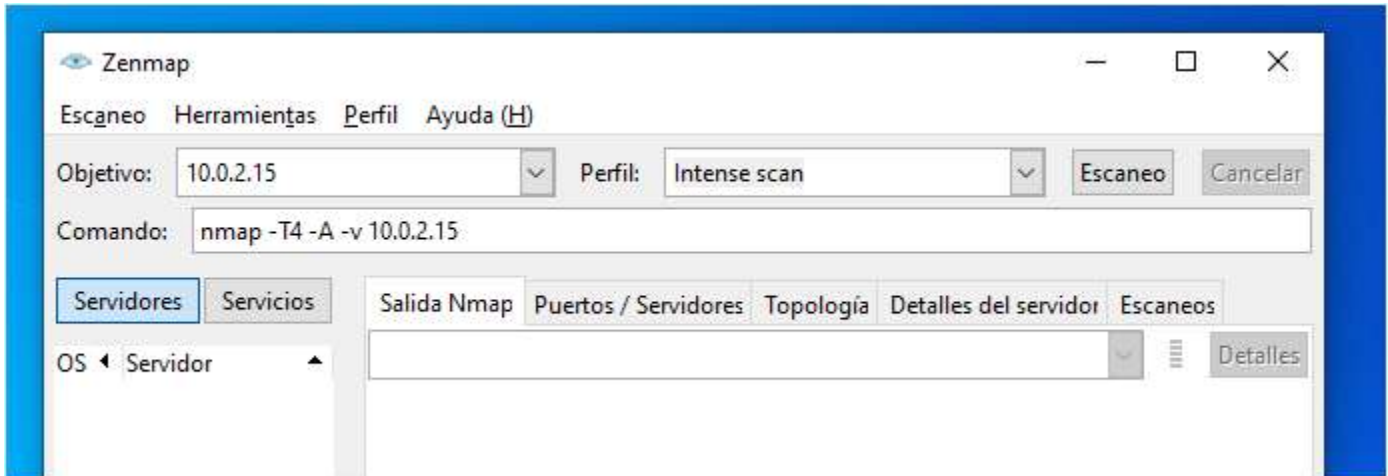 Zenmap
Escaneo Herramientas Perfil Ayuda (H)
Objetivo: 10.0.2.15 Perfil: Intense scan Escaneo Cancelar
Comando: nmap -T4 -A -v 10.0.2.15
Servidores Servicios Salida Nmap Puertos / Servidores Topología Detalles del servidor Escaneos
OS Servidor Detalles